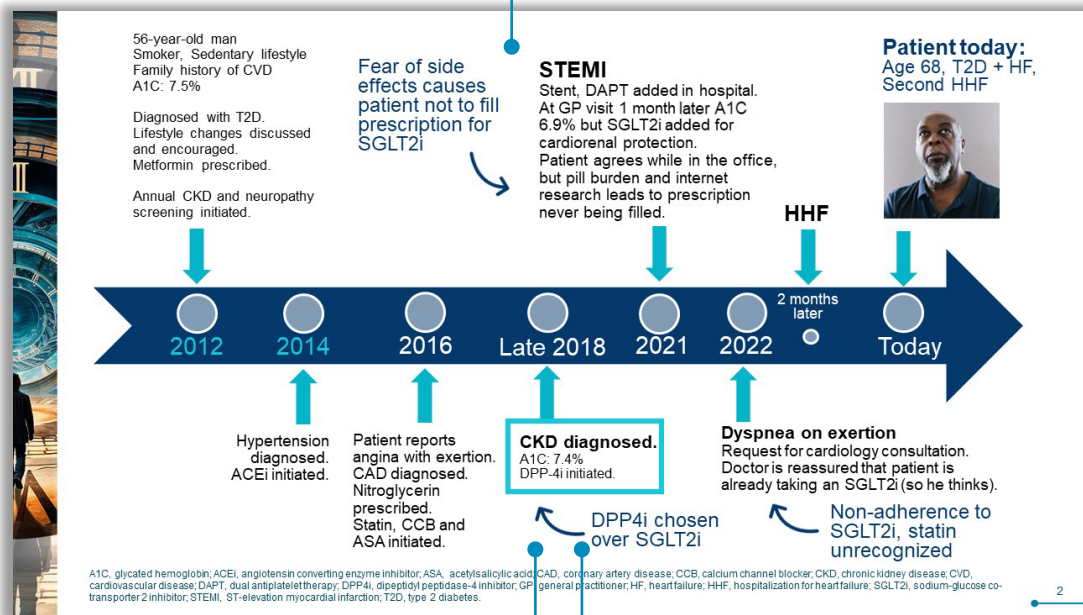 56-year-old man
Smoker, Sedentary lifestyle
Family history of CVD
A1C: 7.5%
Diagnosed with T2D.
Lifestyle changes discussed
and encouraged.
Metformin prescribed.
Annual CKD and neuropathy
screening initiated.
Fear of side
effects causes
patient not to fill
prescription for
SGLT2i
STEMI
Stent, DAPT added in hospital.
At GP visit 1 month later A1C
6.9% but SGLT2i added for
cardiorenal protection.
Patient agrees while in the office,
but pill burden and internet
research leads to prescription
never being filled.
HHF
Patient today:
Age 68, T2D + HF,
Second HHF
2012
2014
2016
Late 2018
2021
2022
2 months
later
Today
Hypertension
diagnosed.
ACEi initiated.
Patient reports
angina with exertion.
CAD diagnosed.
Nitroglycerin
prescribed.
Statin, CCB and
ASA initiated.
CKD diagnosed.
A1C: 7.4%
DPP-4i initiated.
DPP4i chosen
over SGLT2i
Dyspnea on exertion
Request for cardiology consultation.
Doctor is reassured that patient is
already taking an SGLT2i (so he thinks).
Non-adherence to
SGLT2i, statin
unrecognized
A1C, glycated hemoglobin; ACEi, angiotensin converting enzyme inhibitor; ASA, acetylsalicylic acid; CAD, coronary artery disease; CCB, calcium channel blocker; CKD, chronic kidney disease; CVD,
cardiovascular disease; DAPT, dual antiplatelet therapy; DPP4i, dipeptidyl peptidase-4 inhibitor; GP, general practitioner; HF, heart failure; HHF, hospitalization for heart failure; SGLT2i, sodium-glucose co-
transporter 2 inhibitor; STEMI, ST-elevation myocardial infarction; T2D, type 2 diabetes.
2